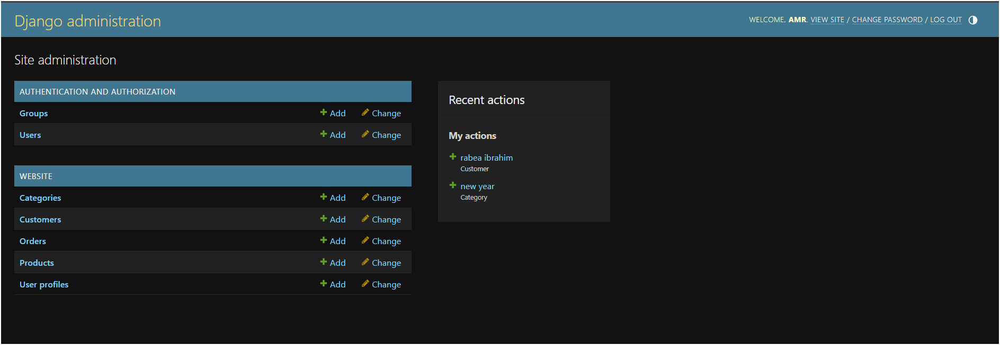 Django administration
WELCOME, AMR. VIEW SITE / CHANGE PASSWORD / LOG OUT
Site administration
AUTHENTICATION AND AUTHORIZATION
Groups Add Change
Users Add Change
WEBSITE
Categories Add Change
Customers Add Change
Orders Add Change
Products Add Change
User profiles Add Change
Recent actions
My actions
rabea ibrahim
Customer
new year
Category